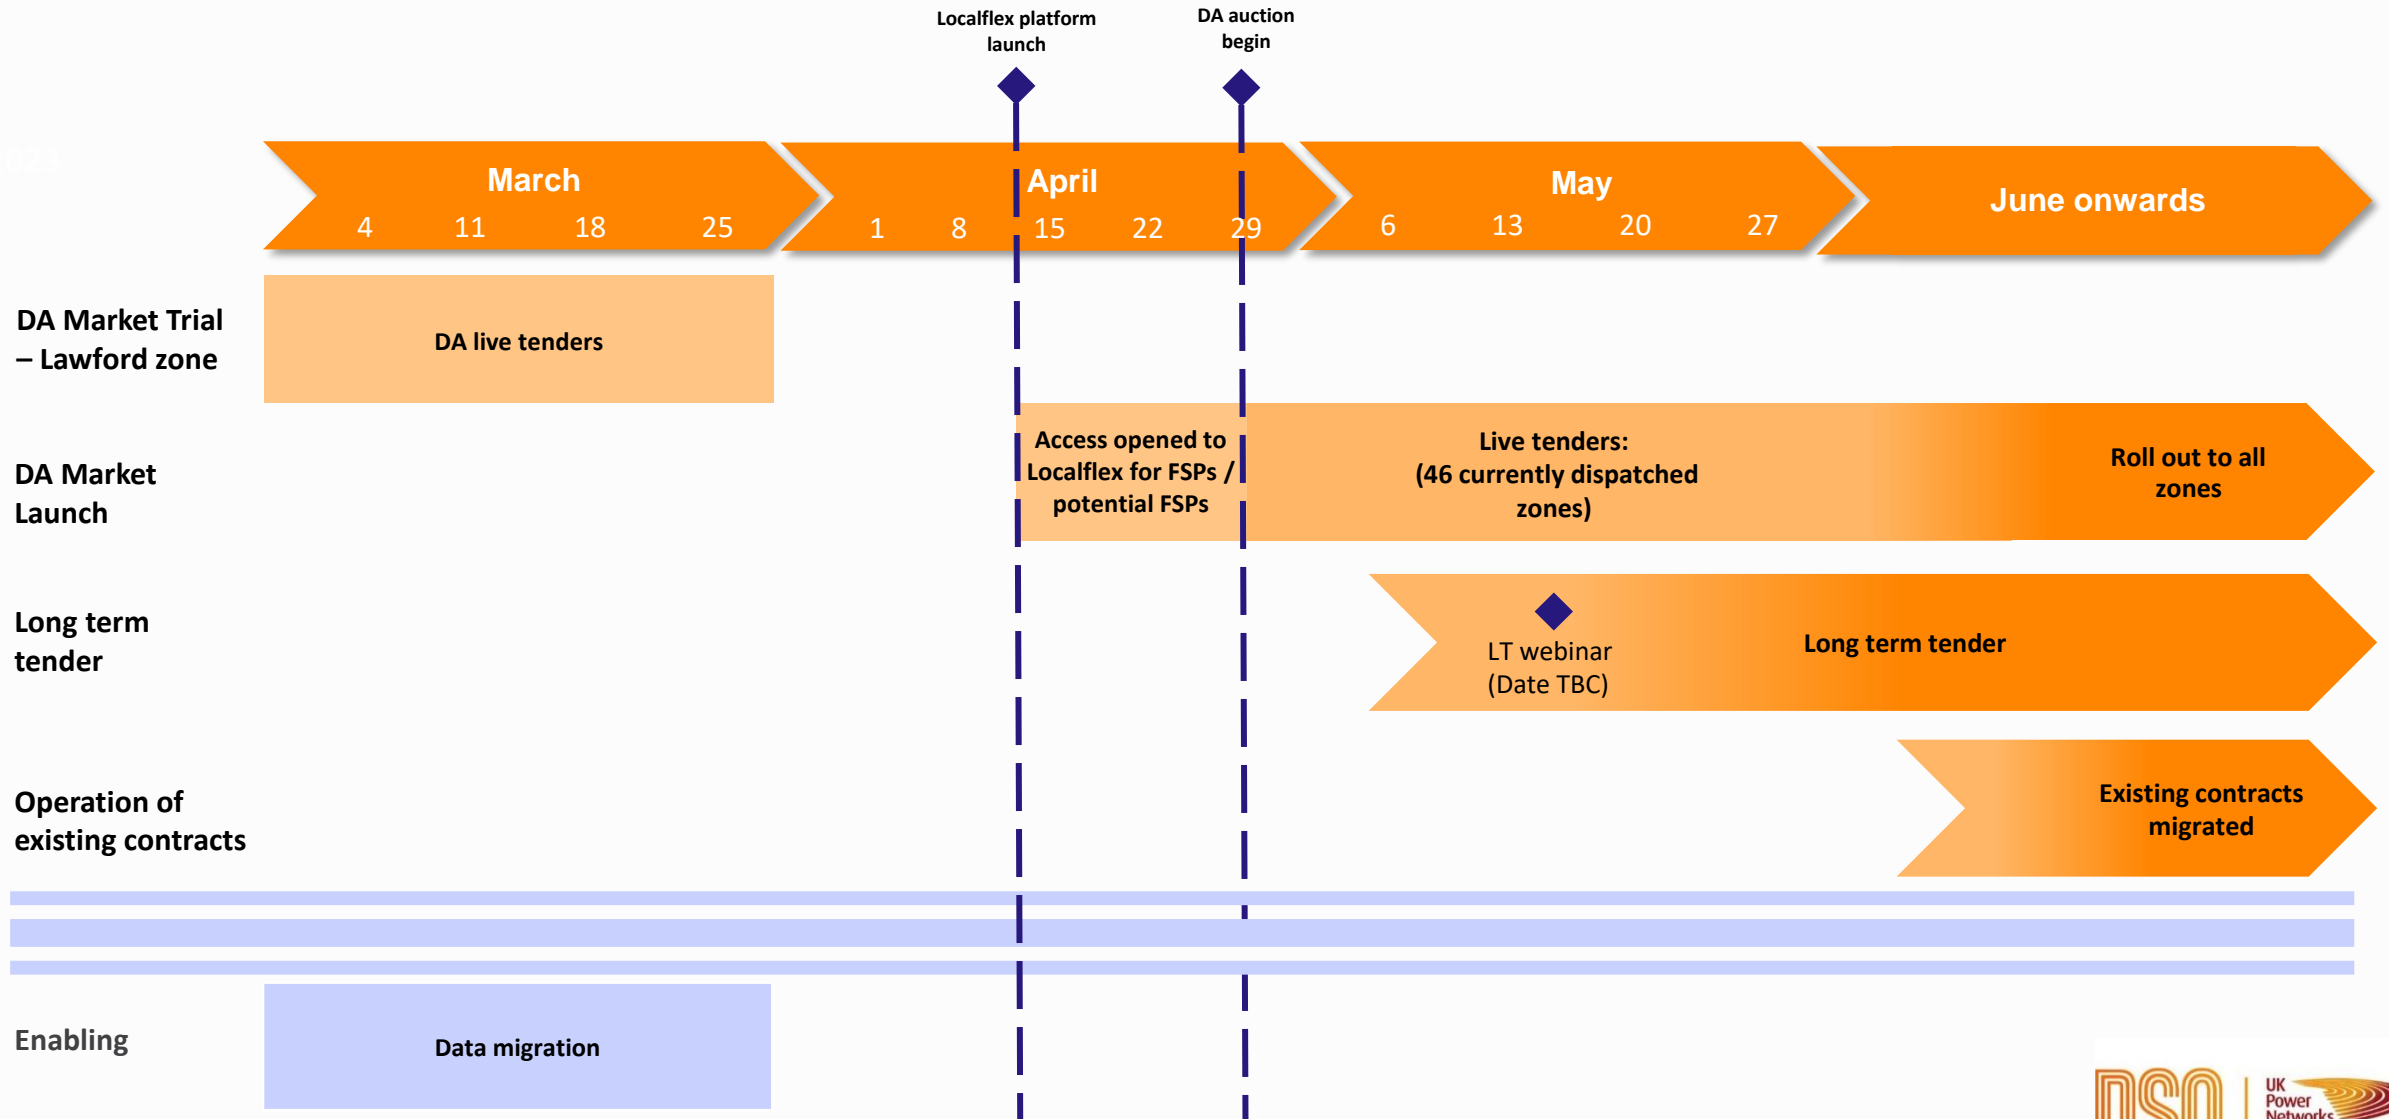 Localflex platform
launch
DA auction
begin
March
4 11 18 25
April
1 8 15 22 29
May
6 13 20 27
June onwards
DA Market Trial
– Lawford zone
DA live tenders
DA Market
Launch
Access opened to
Localflex for FSPs /
potential FSPs
Live tenders:
(46 currently dispatched
zones)
Roll out to all
zones
Long term
tender
LT webinar
(Date TBC)
Long term tender
Operation of
existing contracts
Existing contracts
migrated
Enabling
Data migration
DSO
UK
Power
Networks